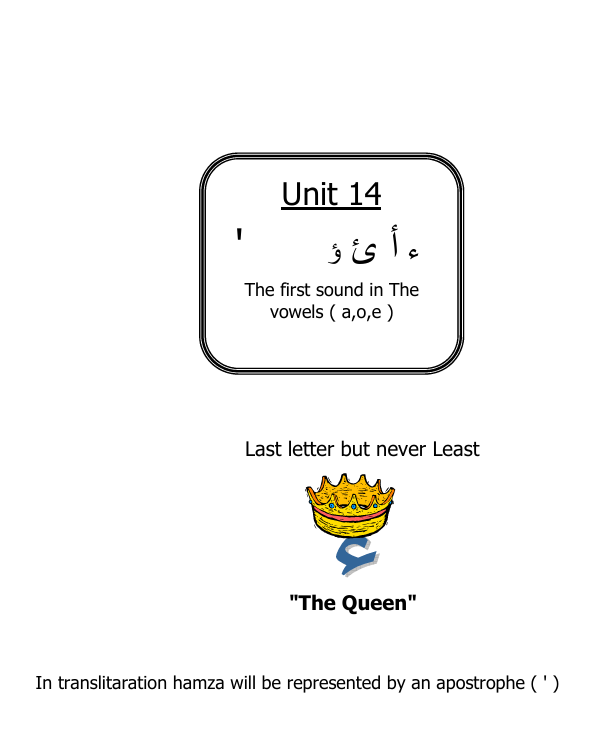 Unit 14
ء أ ئ ؤ '
The first sound in The
vowels ( a,o,e )
Last letter but never Least
ء
"The Queen"
In translitaration hamza will be represented by an apostrophe ( ' )